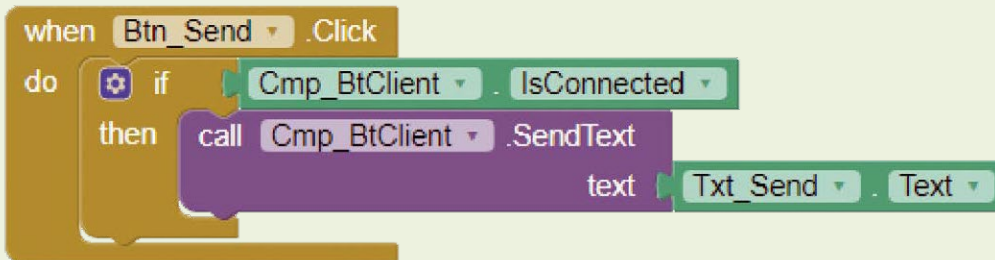 when Btn_Send .Click
do if Cmp_BtClient . IsConnected
then call Cmp_BtClient .SendText
text Txt_Send . Text